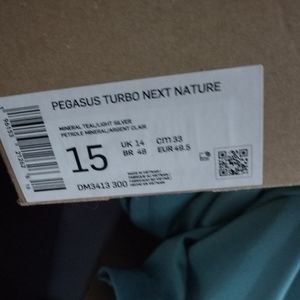 PEGASUS TURBO NEXT NATURE
MINERAL TEAL/LIGHT SILVER
PETROLE MINERAL/ARGENT CLAIR
15
UK 14 CITI 33
BR 48 EUR 49.5
DM3413 300